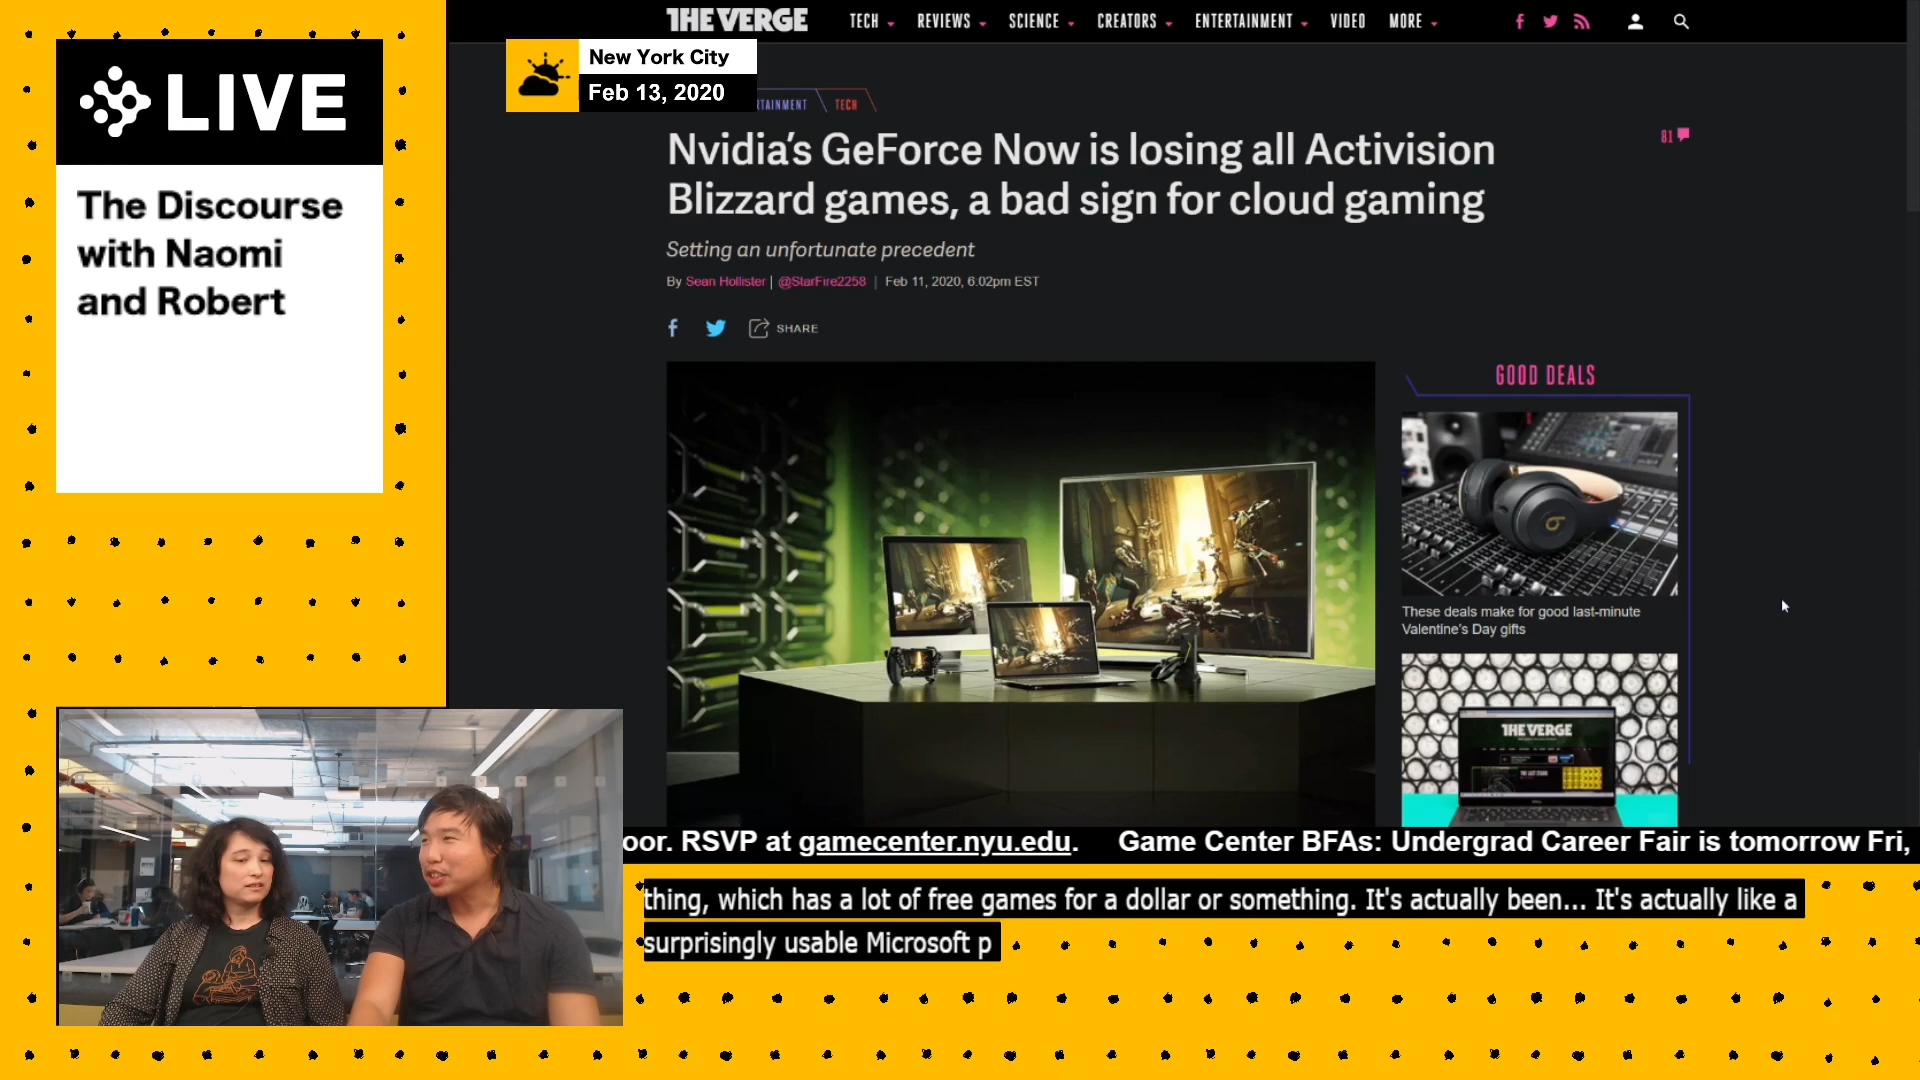 LIVE
The Discourse
with Naomi
and Robert
THE VERGE
TECH
REVIEWS
SCIENCE
CREATORS
ENTERTAINMENT
VIDEO
MORE
New York City
Feb 13, 2020
RTAINMENT
TECH
Nvidia's GeForce Now is losing all Activision
Blizzard games, a bad sign for cloud gaming
81
Setting an unfortunate precedent
By Sean Hollister | @StarFire2258 | Feb 11, 2020, 6:02pm EST
SHARE
GOOD DEALS
These deals make for good last-minute
Valentine's Day gifts
THE VERGE
oor. RSVP at gamecenter.nyu.edu. Game Center BFAs: Undergrad Career Fair is tomorrow Fri,
thing, which has a lot of free games for a dollar or something. It's actually been... It's actually like a
surprisingly usable Microsoft p